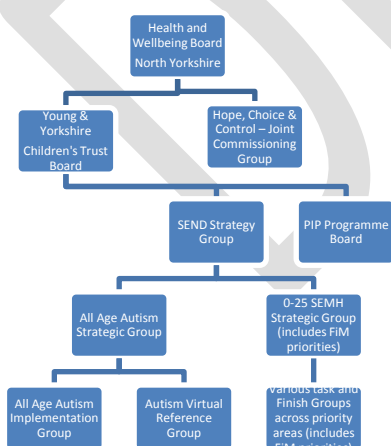 Health and
Wellbeing Board
North Yorkshire
Young &
Yorkshire
Children's Trust
Board
Hope, Choice &
Control – Joint
Commissioning
Group
SEND Strategy
Group
PIP Programme
Board
All Age Autism
Strategic Group
0-25 SEMH
Strategic Group
(includes FiM
priorities)
All Age Autism
Implementation
Group
Autism Virtual
Reference
Group
Various task and
Finish Groups
across priority
areas (includes
FiM priorities)